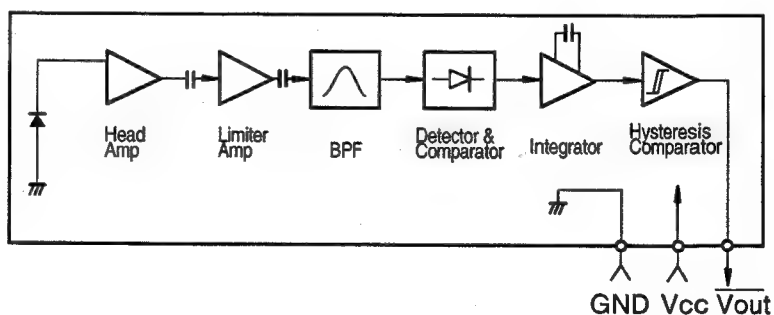 Head
Amp
Limiter
Amp
BPF
Detector &
Comparator
Integrator
Hysteresis
Comparator
GND Vcc Vout